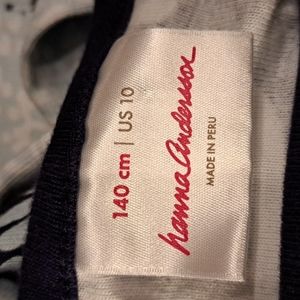 140 cm | US 10
hanna andersson
MADE IN PERU